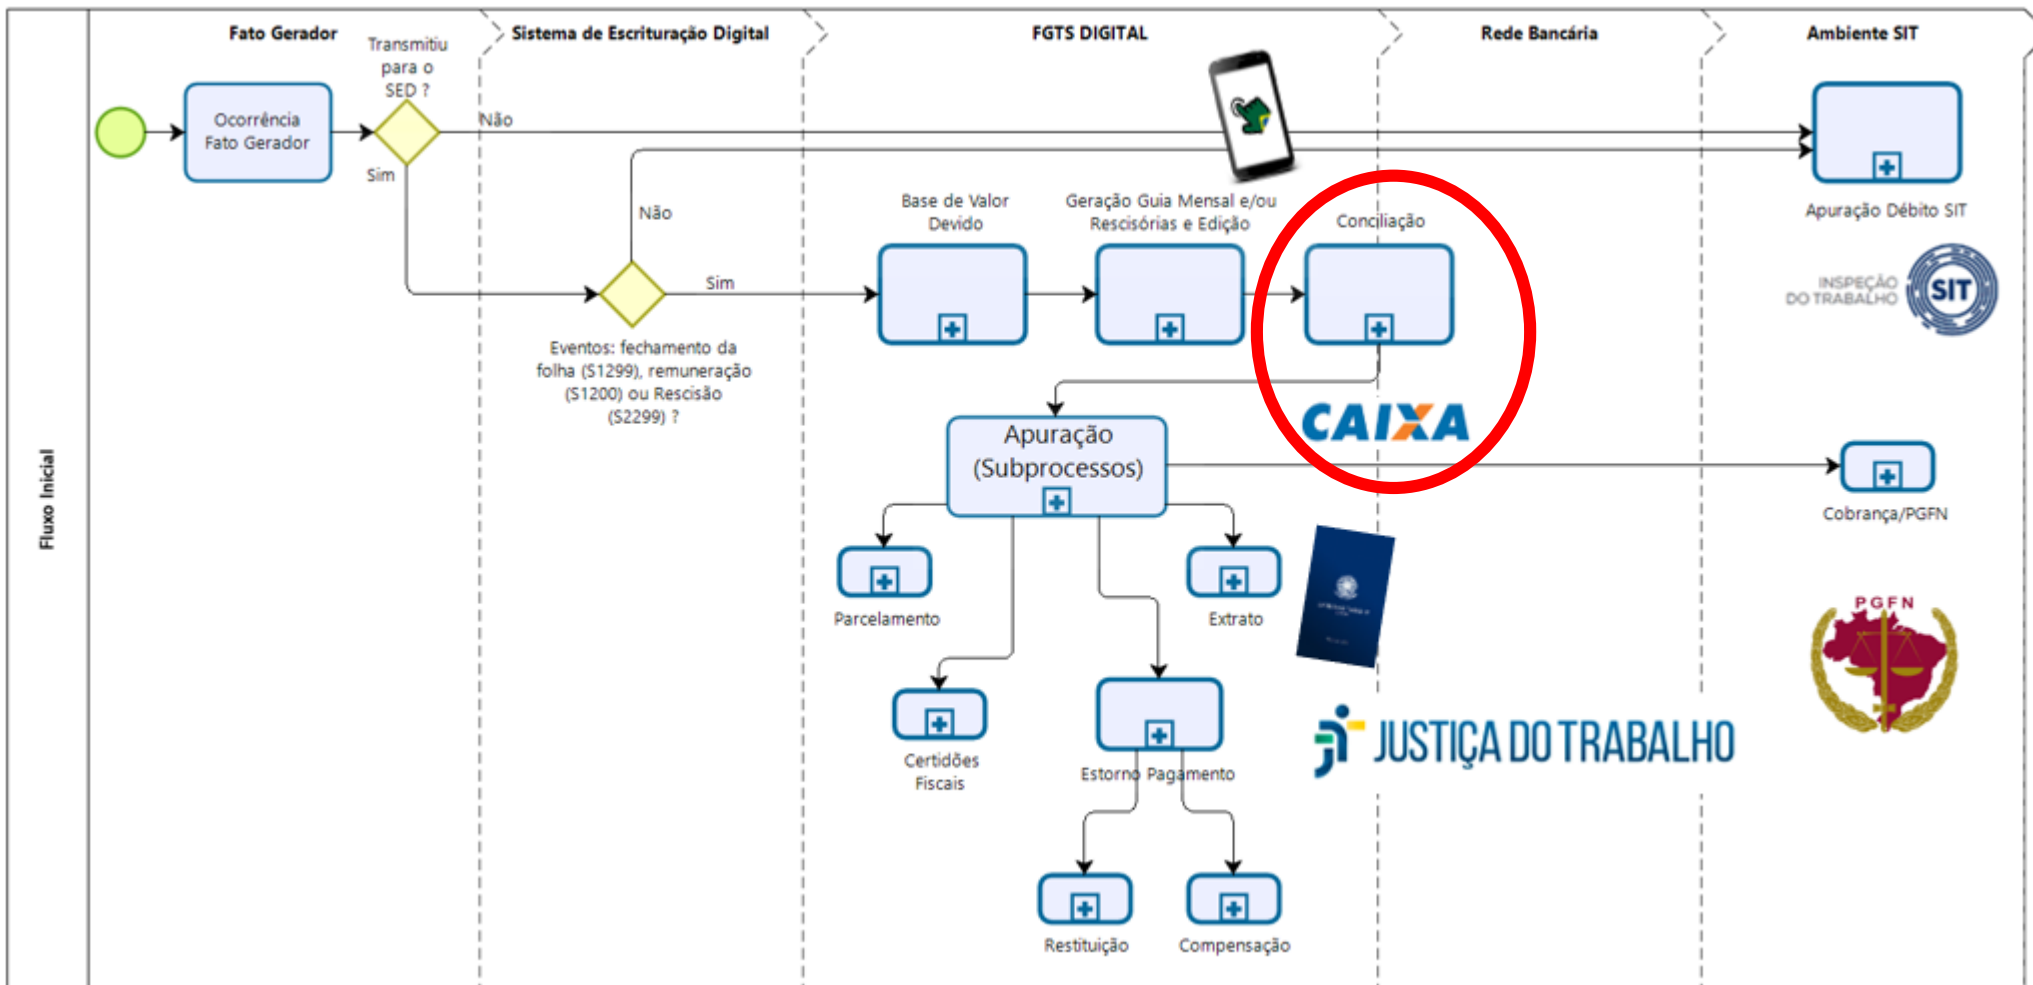 Fato Gerador
Sistema de Escrituração Digital
FGTS DIGITAL
Rede Bancária
Ambiente SIT
Fluxo Inicial
Transmitiu
para o
SED ?
Ocorrência
Fato Gerador
Não
Sim
Não
Sim
Eventos: fechamento da
folha (S1299), remuneração
(S1200) ou Rescisão
(S2299) ?
Base de Valor
Devido
Geração Guia Mensal e/ou
Rescisórias e Edição
Conciliação
Apuração Débito SIT
INSPEÇÃO
DO TRABALHO
SIT
CAIXA
Apuração
(Subprocessos)
Cobrança/PGFN
Parcelamento
Extrato
PGFN
Certidões
Fiscais
Estorno Pagamento
JUSTIÇA DO TRABALHO
Restituição
Compensação